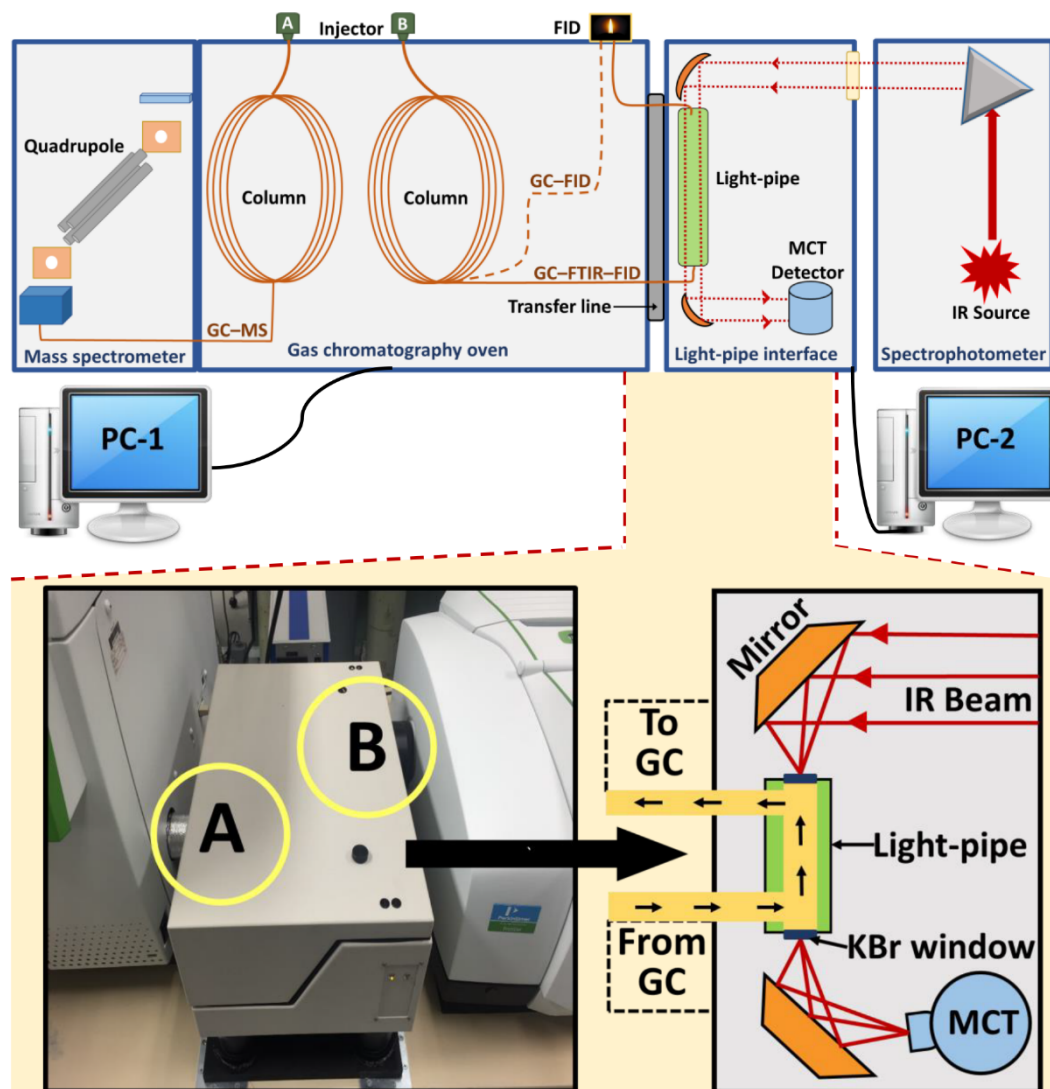 A
Injector
B
FID
Quadrupole
Column
Column
GC–FID
Light-pipe
MCT
Detector
GC–FTIR–FID
Transfer line
IR Source
GC–MS
Mass spectrometer
Gas chromatography oven
Light-pipe interface
Spectrophotometer
PC-1
PC-2
A
B
Mirror
IR Beam
To
GC
Light-pipe
From
GC
KBr window
MCT